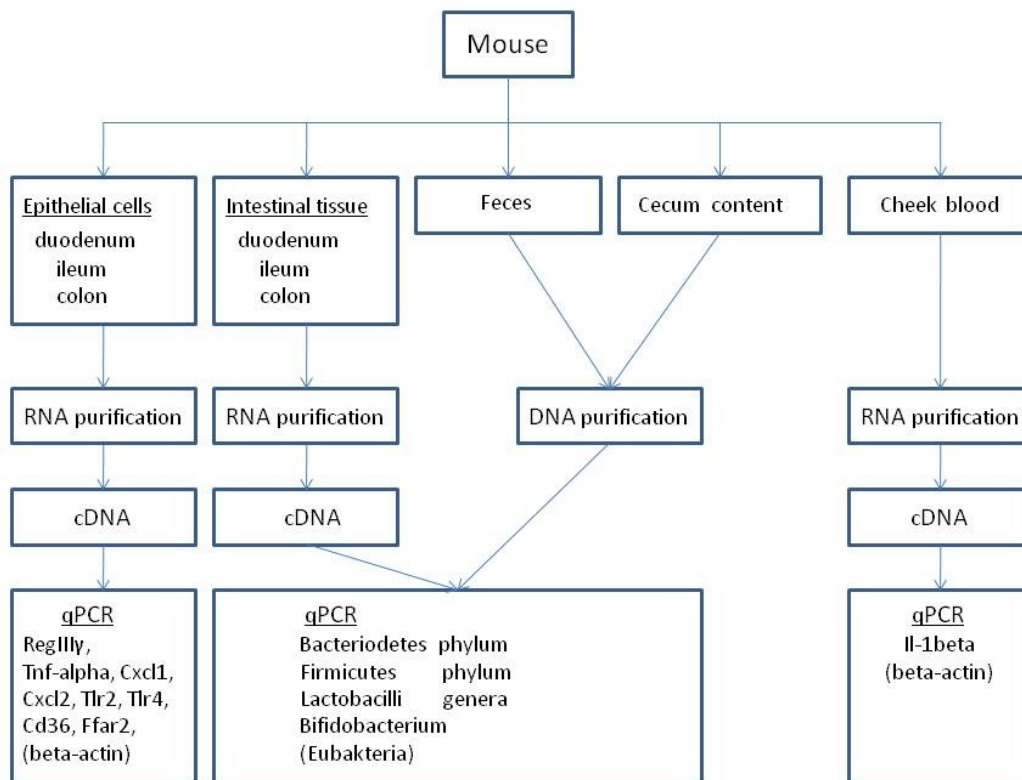 Mouse
Epithelial cells
duodenum
ileum
colon
Intestinal tissue
duodenum
ileum
colon
Feces
Cecum content
Cheek blood
RNA purification
RNA purification
DNA purification
RNA purification
cDNA
cDNA
cDNA
qPCR
RegIIIγ,
Tnf-alpha, Cxcl1,
Cxcl2, Tlr2, Tlr4,
Cd36, Ffar2,
(beta-actin)
qPCR
Bacteriodetes phylum
Firmicutes phylum
Lactobacilli genera
Bifidobacterium
(Eubakteria)
qPCR
Il-1beta
(beta-actin)